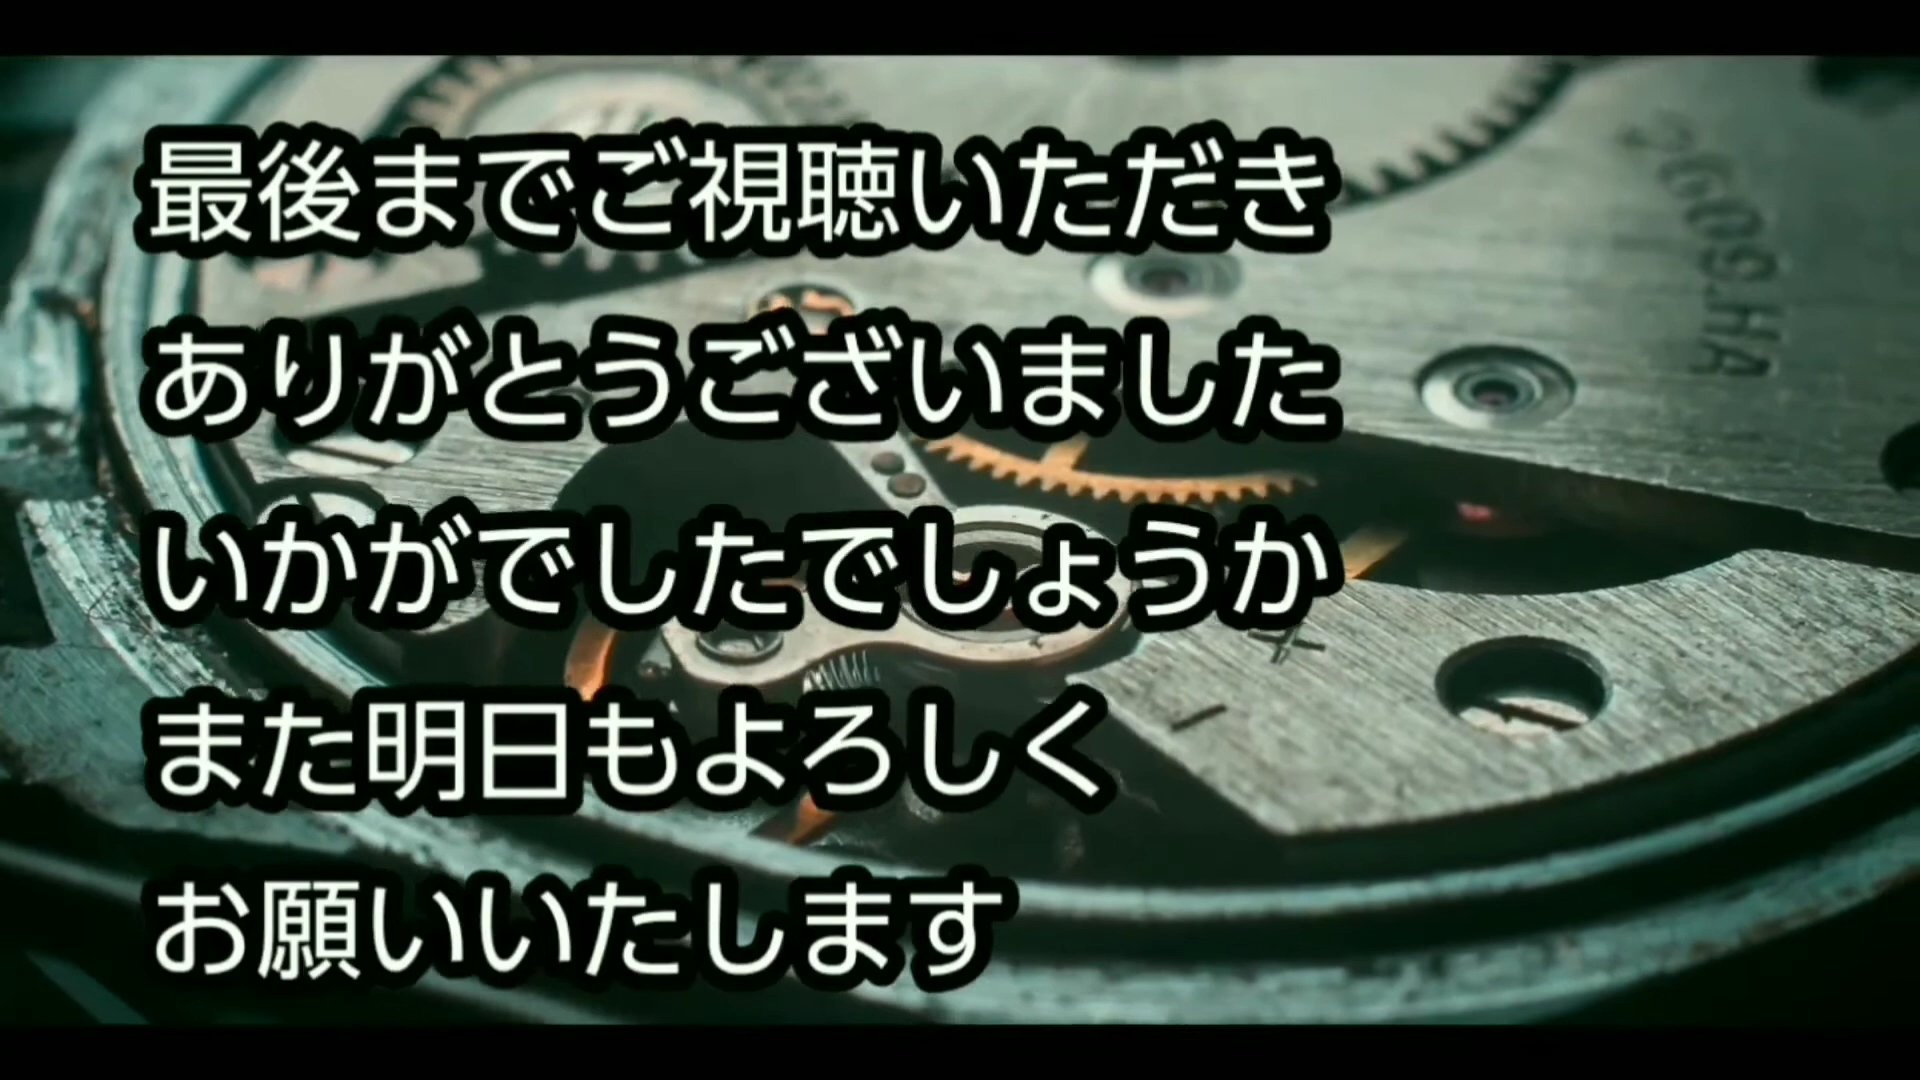 最後までご視聴いただき
ありがとうございました
いかがでしたでしょうか
また明日もよろしく
お願いいたします